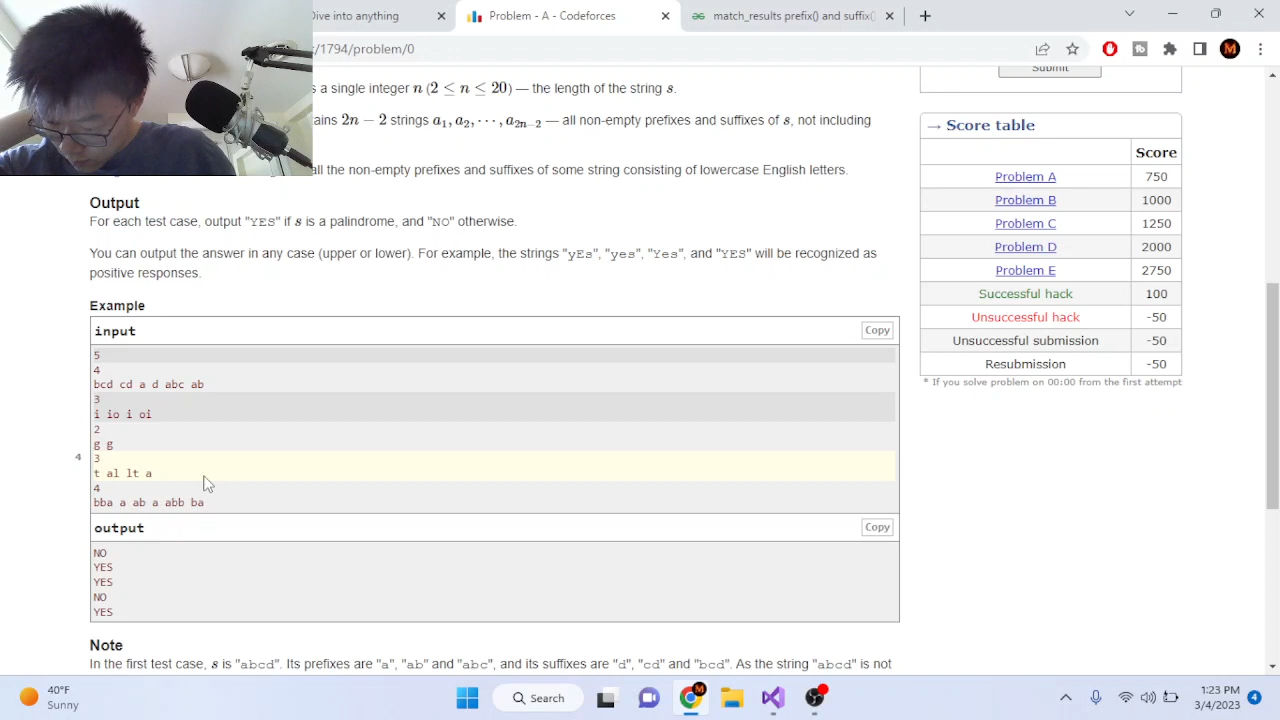 Dive into anything
Problem - A - Codeforces
match_results prefix() and suffix()
/1794/problem/0
s a single integer n (2 ≤ n ≤ 20) — the length of the string s.
ains 2n − 2 strings a1, a2, ⋯ , a2n−2 — all non-empty prefixes and suffixes of s, not including
all the non-empty prefixes and suffixes of some string consisting of lowercase English letters.
Output
For each test case, output "YES" if s is a palindrome, and "NO" otherwise.
You can output the answer in any case (upper or lower). For example, the strings "yEs", "yes", "Yes", and "YES" will be recognized as
positive responses.
Example
input
Copy
5
4
bcd cd a d abc ab
3
i io i oi
2
g g
4
3
t al lt a
4
bba a ab a abb ba
output
Copy
NO
YES
YES
NO
YES
Note
In the first test case, s is "abcd". Its prefixes are "a", "ab" and "abc", and its suffixes are "d", "cd" and "bcd". As the string "abcd" is not
Submit
→ Score table
Score
Problem A 750
Problem B 1000
Problem C 1250
Problem D 2000
Problem E 2750
Successful hack 100
Unsuccessful hack -50
Unsuccessful submission -50
Resubmission -50
* If you solve problem on 00:00 from the first attempt
40°F
Sunny
Search
1:23 PM
3/4/2023
4